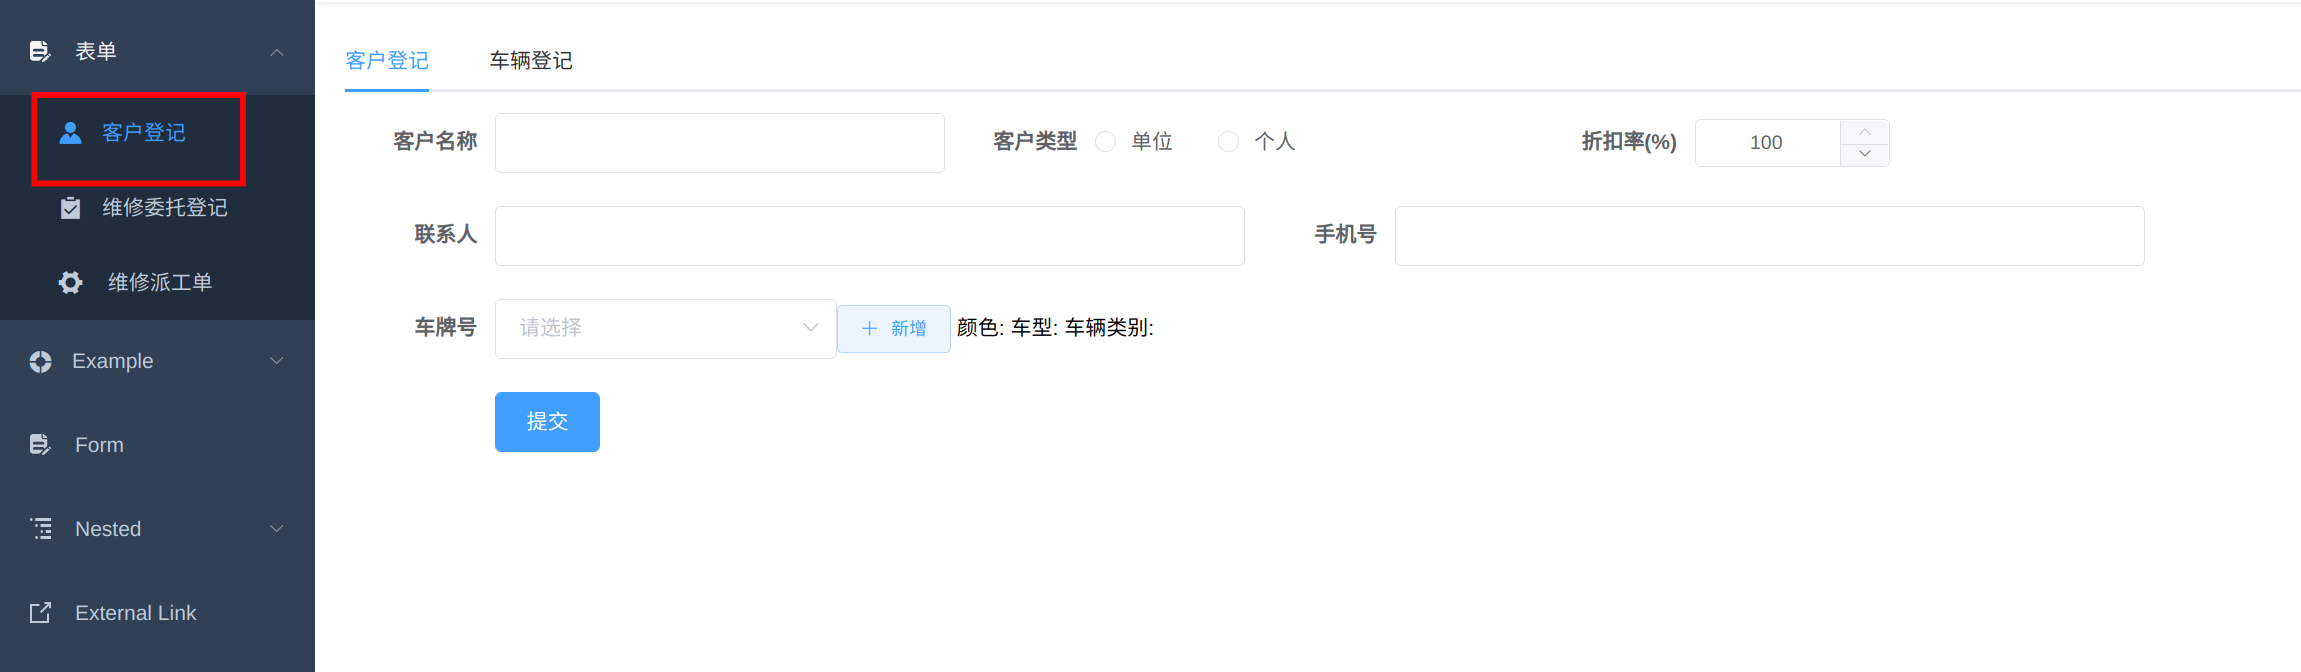 表单
客户登记
维修委托登记
维修派工单
Example
Form
Nested
External Link
客户登记 车辆登记
客户名称 客户类型 单位 个人 折扣率(%) 100
联系人 手机号
车牌号 请选择 新增 颜色: 车型: 车辆类别:
提交